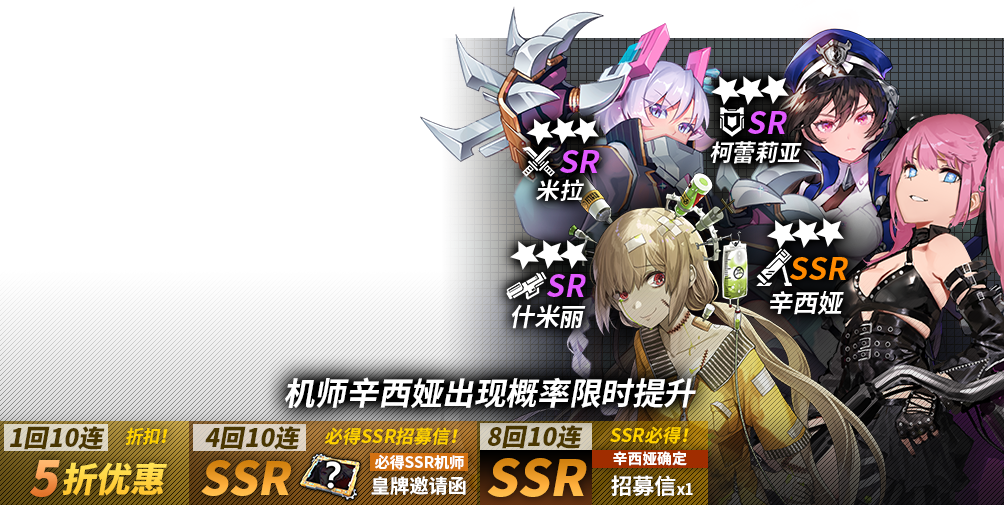 SR
柯蕾莉亚
SR
米拉
SSR
辛西娅
SR
什米丽
机师辛西娅出现概率限时提升
1回10连
折扣!
5折优惠
4回10连
必得SSR招募信!
SSR
?
必得SSR机师
皇牌邀请函
8回10连
SSR必得!
SSR
辛西娅确定
招募信x1